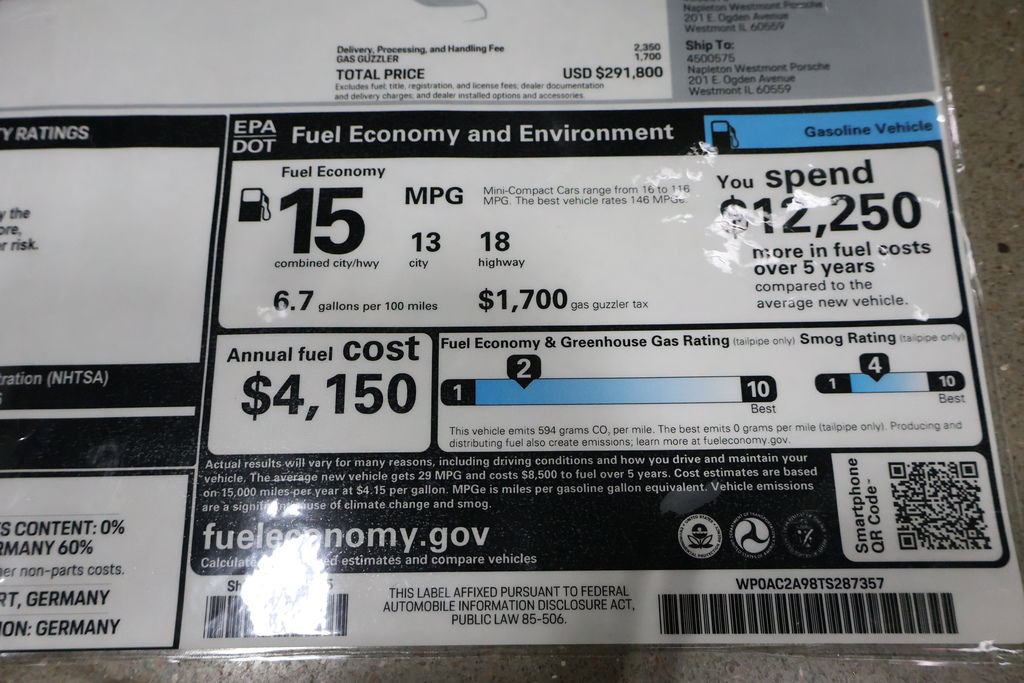 Napleton Westmont Porsche
201 E. Ogden Avenue
Westmont IL 60559
Ship To:
4500575
Napleton Westmont Porsche
201 E. Ogden Avenue
Westmont IL 60559
Delivery, Processing, and Handling Fee 2,350
GAS GUZZLER 1,700
TOTAL PRICE USD $291,800
Excludes fuel, title, registration, and license fees, dealer documentation
and delivery charges, and dealer installed options and accessories.
Y RATINGS
y the
ore,
r risk.
ration (NHTSA)
S CONTENT: 0%
RMANY 60%
er non-parts costs.
RT, GERMANY
ION: GERMANY
EPA
DOT
Fuel Economy and Environment
Gasoline Vehicle
Fuel Economy
15 MPG
combined city/hwy
13
city
18
highway
Mini-Compact Cars range from 16 to 116
MPG. The best vehicle rates 146 MPGe.
6.7 gallons per 100 miles
$1,700 gas guzzler tax
You spend
$12,250
more in fuel costs
over 5 years
compared to the
average new vehicle.
Annual fuel cost
$4,150
Fuel Economy & Greenhouse Gas Rating (tailpipe only)
2
1 10
Best
Smog Rating (tailpipe only)
4
1 10
Best
This vehicle emits 594 grams CO₂ per mile. The best emits 0 grams per mile (tailpipe only). Producing and
distributing fuel also create emissions; learn more at fueleconomy.gov.
Actual results will vary for many reasons, including driving conditions and how you drive and maintain your
vehicle. The average new vehicle gets 29 MPG and costs $8,500 to fuel over 5 years. Cost estimates are based
on 15,000 miles per year at $4.15 per gallon. MPGe is miles per gasoline gallon equivalent. Vehicle emissions
are a significant cause of climate change and smog.
fueleconomy.gov
Calculate estimates and compare vehicles
Smartphone
QR Code™
THIS LABEL AFFIXED PURSUANT TO FEDERAL
AUTOMOBILE INFORMATION DISCLOSURE ACT,
PUBLIC LAW 85-506.
WP0AC2A98TS287357